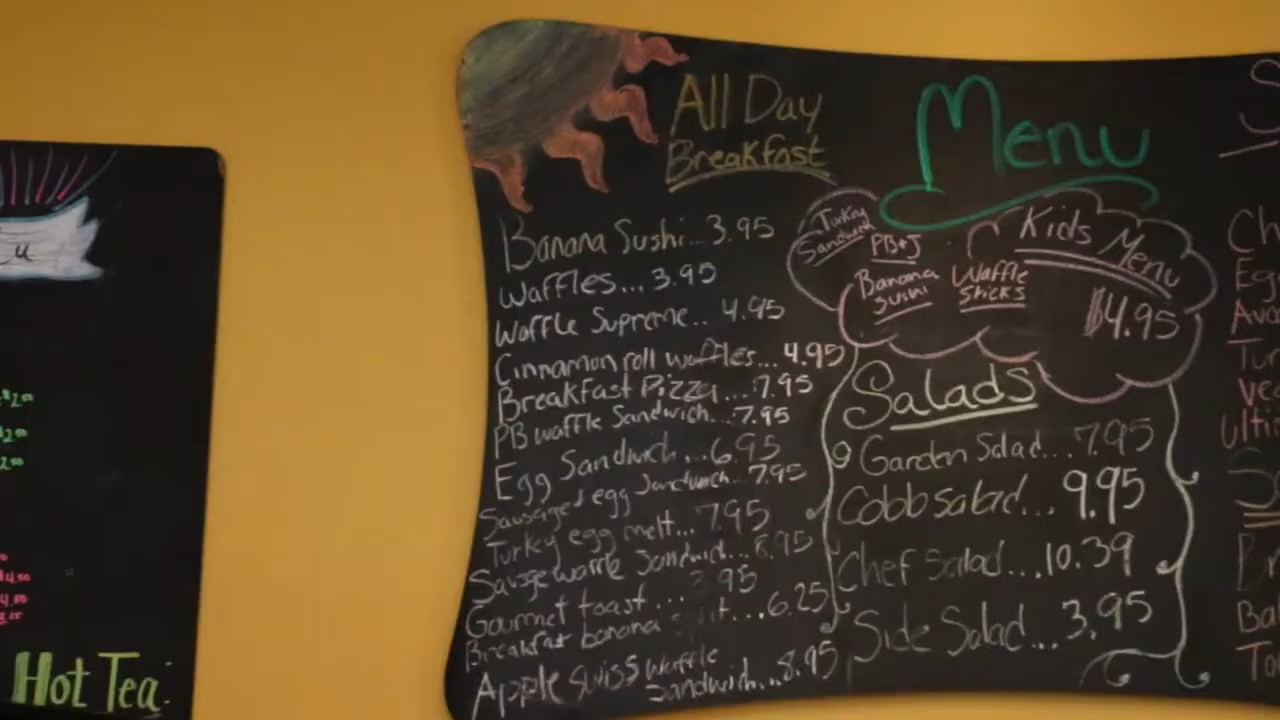 All Day
Breakfast
Banana Sushi...3.95
Waffles...3.95
Waffle Supreme..4.95
Cinnamon roll waffles...4.95
Breakfast Pizza...7.95
PB waffle Sandwich...7.95
Egg Sandwich...6.95
Sausage egg Sandwich...7.95
Turkey egg melt...7.95
Sausge waffle Sandwich...8.95
Gourmet toast... 95
Breakfast banana ...6.25
Apple Swiss Waffle
Sandwich...8.95
Menu
Kids Menu
$4.95
Turkey
Sandwich
PB+J
Banana
Sushi
Waffle
Sticks
Salads
Garden Salad...7.95
Cobb salad...9.95
Chef Salad...10.39
Side Salad...3.95
Hot Tea